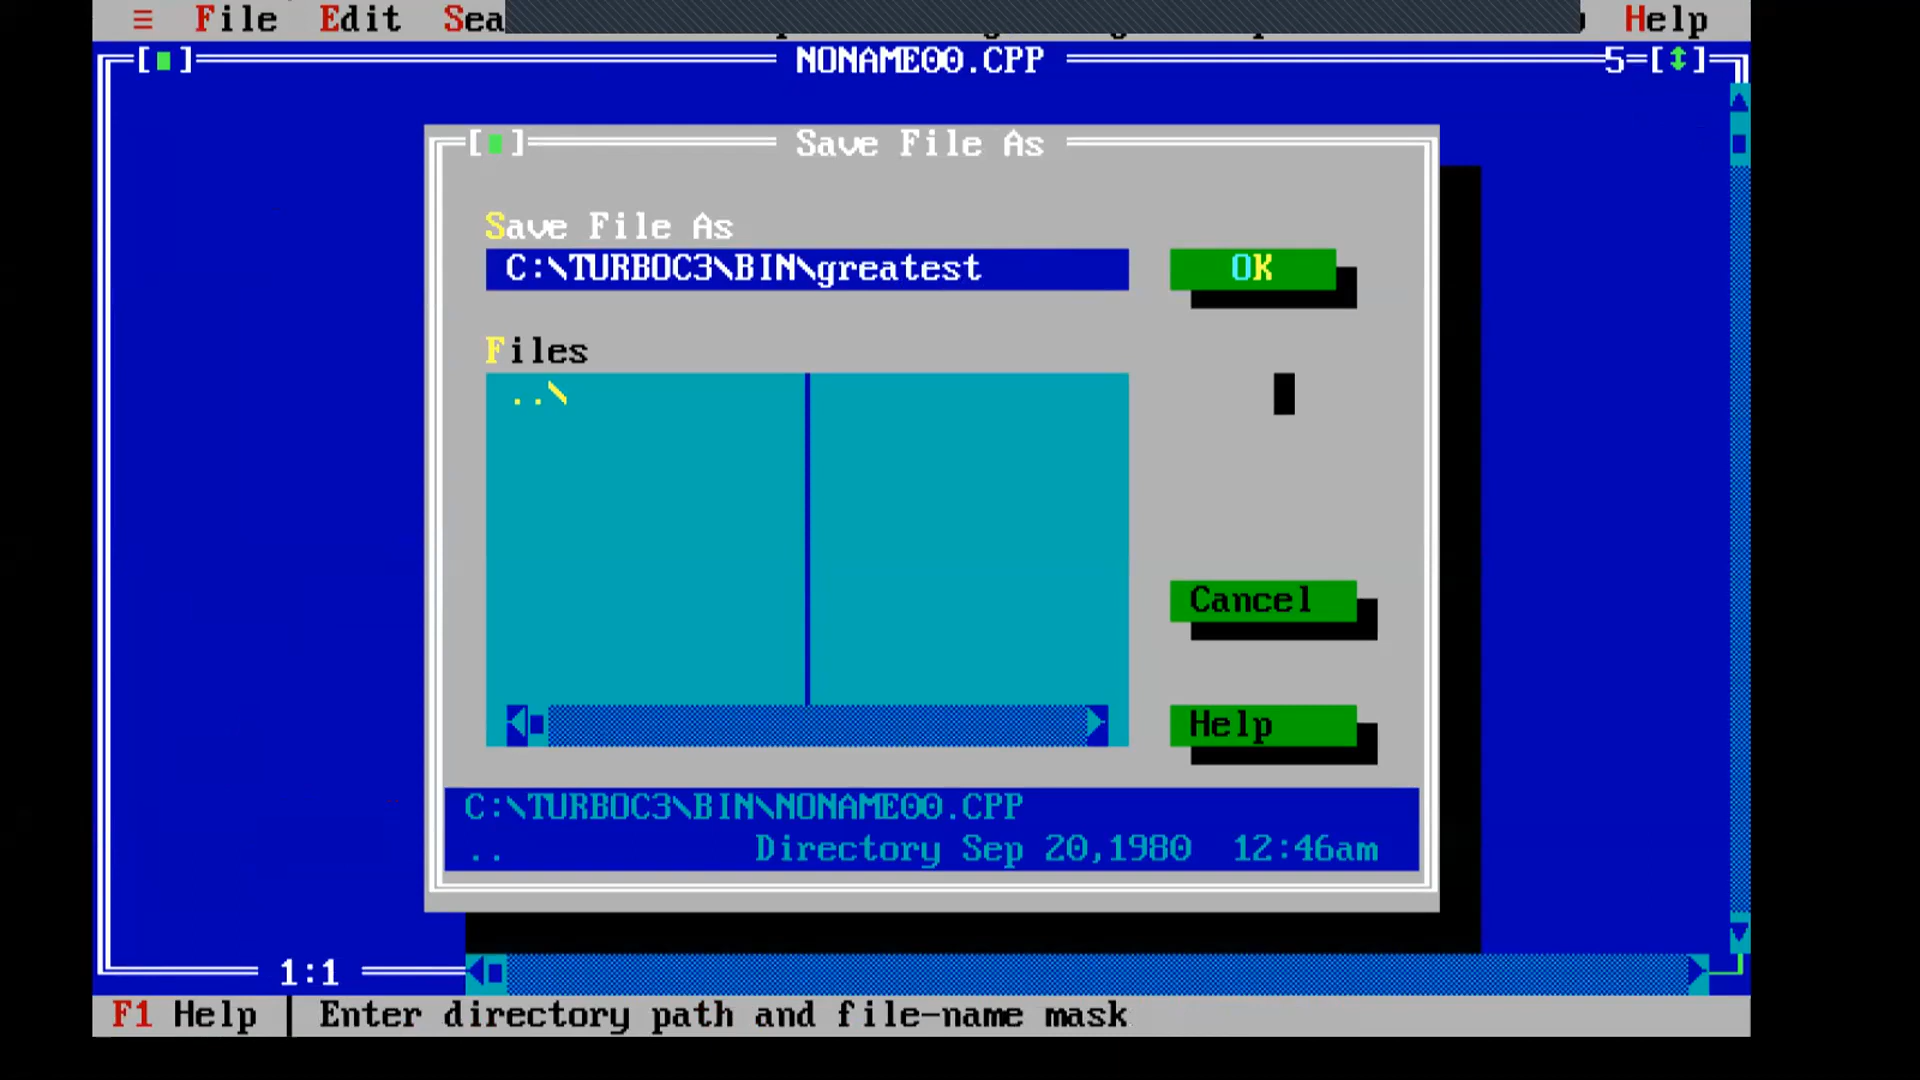 ≡ File Edit Sea Help
[■] NONAME00.CPP 5=[↕]
[■] Save File As
Save File As
C:\TURBOC3\BIN\greatest OK
Files
..\
Cancel
Help
C:\TURBOC3\BIN\NONAME00.CPP
.. Directory Sep 20,1980 12:46am
1:1
F1 Help | Enter directory path and file-name mask